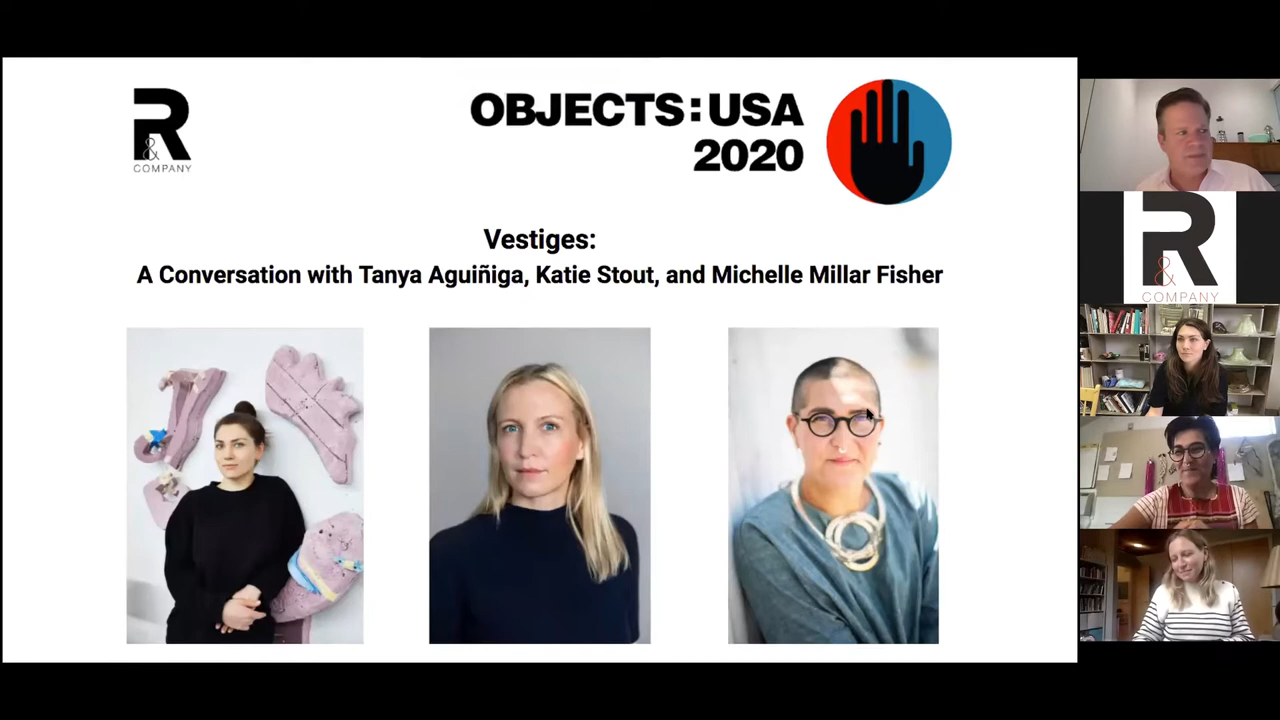 R
&
COMPANY
OBJECTS:USA
2020
Vestiges:
A Conversation with Tanya Aguiñiga, Katie Stout, and Michelle Millar Fisher
R
&
COMPANY